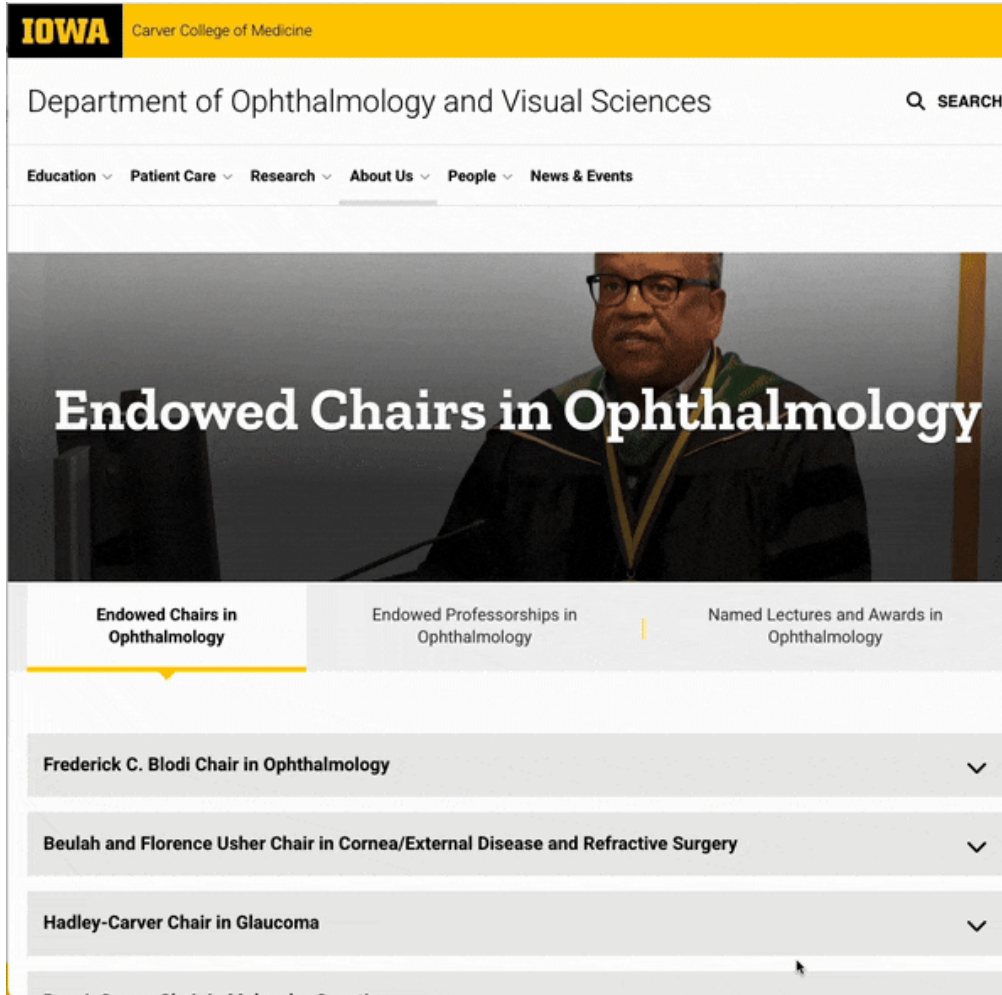 IOWA Carver College of Medicine
Department of Ophthalmology and Visual Sciences
SEARCH
Education Patient Care Research About Us People News & Events
Endowed Chairs in Ophthalmology
Endowed Chairs in
Ophthalmology
Endowed Professorships in
Ophthalmology
Named Lectures and Awards in
Ophthalmology
Frederick C. Blodi Chair in Ophthalmology
Beulah and Florence Usher Chair in Cornea/External Disease and Refractive Surgery
Hadley-Carver Chair in Glaucoma